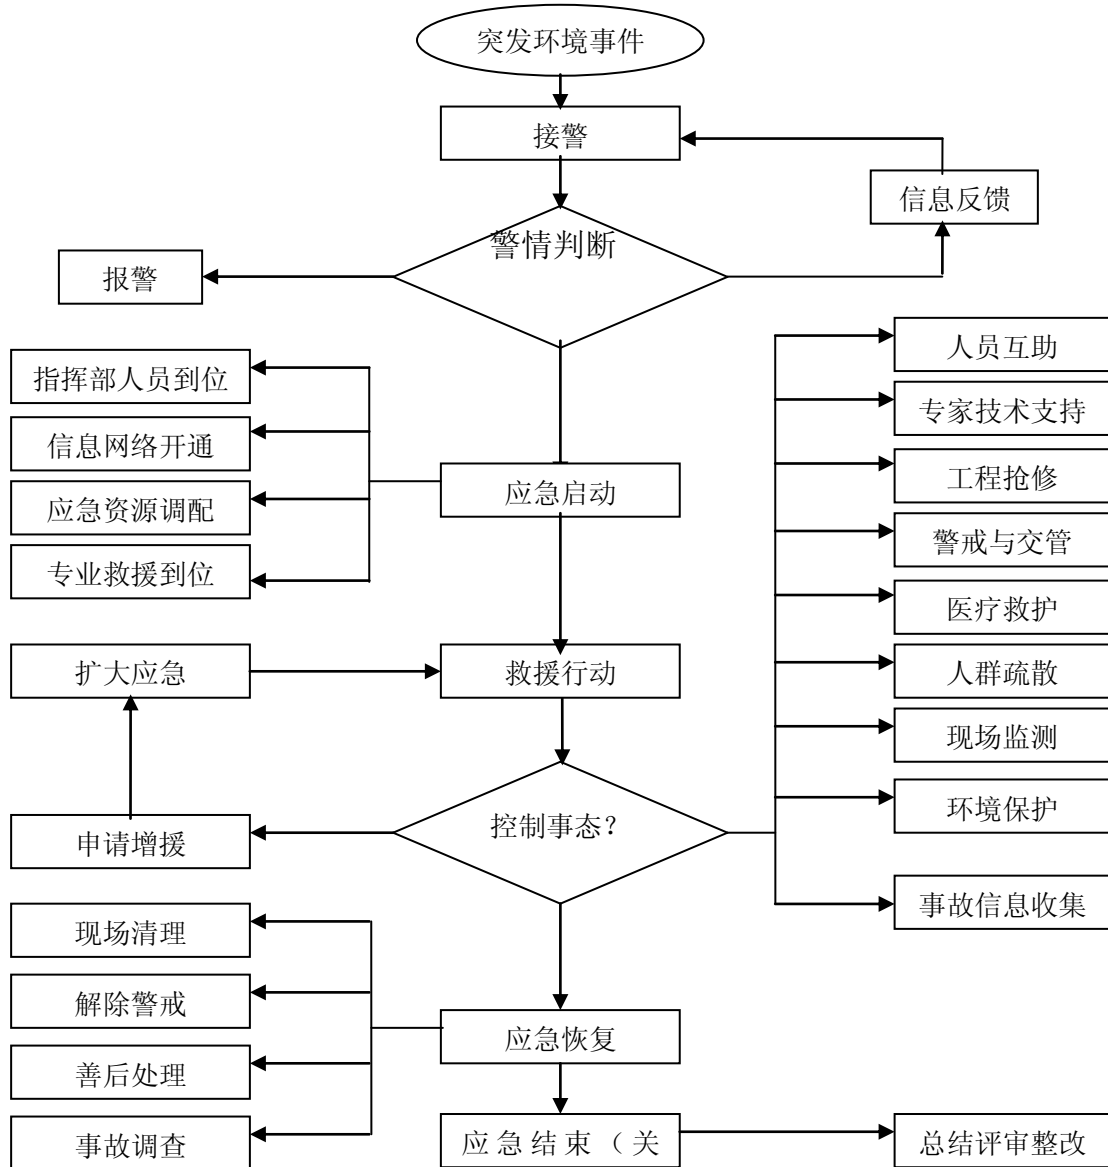 突发环境事件
接警
信息反馈
警情判断
报警
人员互助
指挥部人员到位
专家技术支持
信息网络开通
工程抢修
应急启动
应急资源调配
警戒与交管
专业救援到位
医疗救护
扩大应急
救援行动
人群疏散
现场监测
环境保护
申请增援
控制事态？
现场清理
事故信息收集
解除警戒
应急恢复
善后处理
事故调查
应急结束（关
总结评审整改